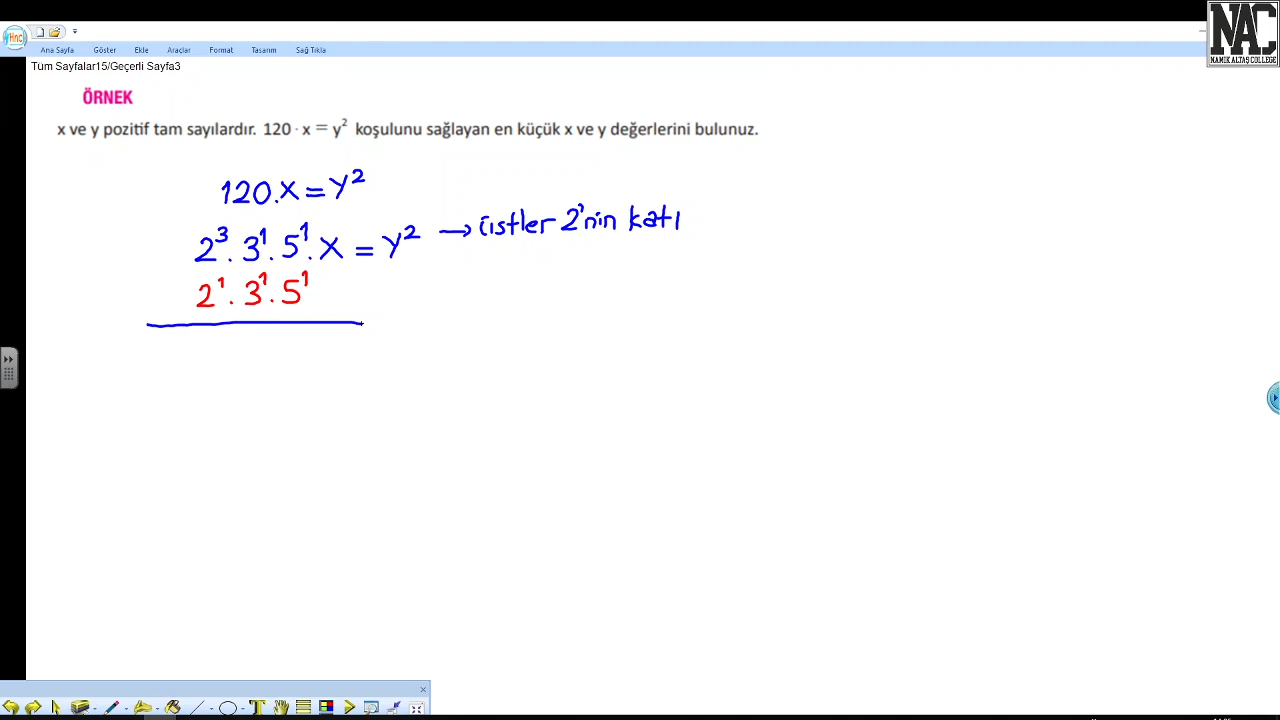 NAC
NAMIK ALTAŞ COLLEGE
Hnc
Ana Sayfa Göster Ekle Araçlar Format Tasarım Sağ Tıkla
Tüm Sayfalar15/Geçerli Sayfa3
ÖRNEK
x ve y pozitif tam sayılardır. 120 · x = y² koşulunu sağlayan en küçük x ve y değerlerini bulunuz.
120.x=y²
2³.3¹.5¹.x=y² → üstler 2'nin katı
2¹.3¹.5¹